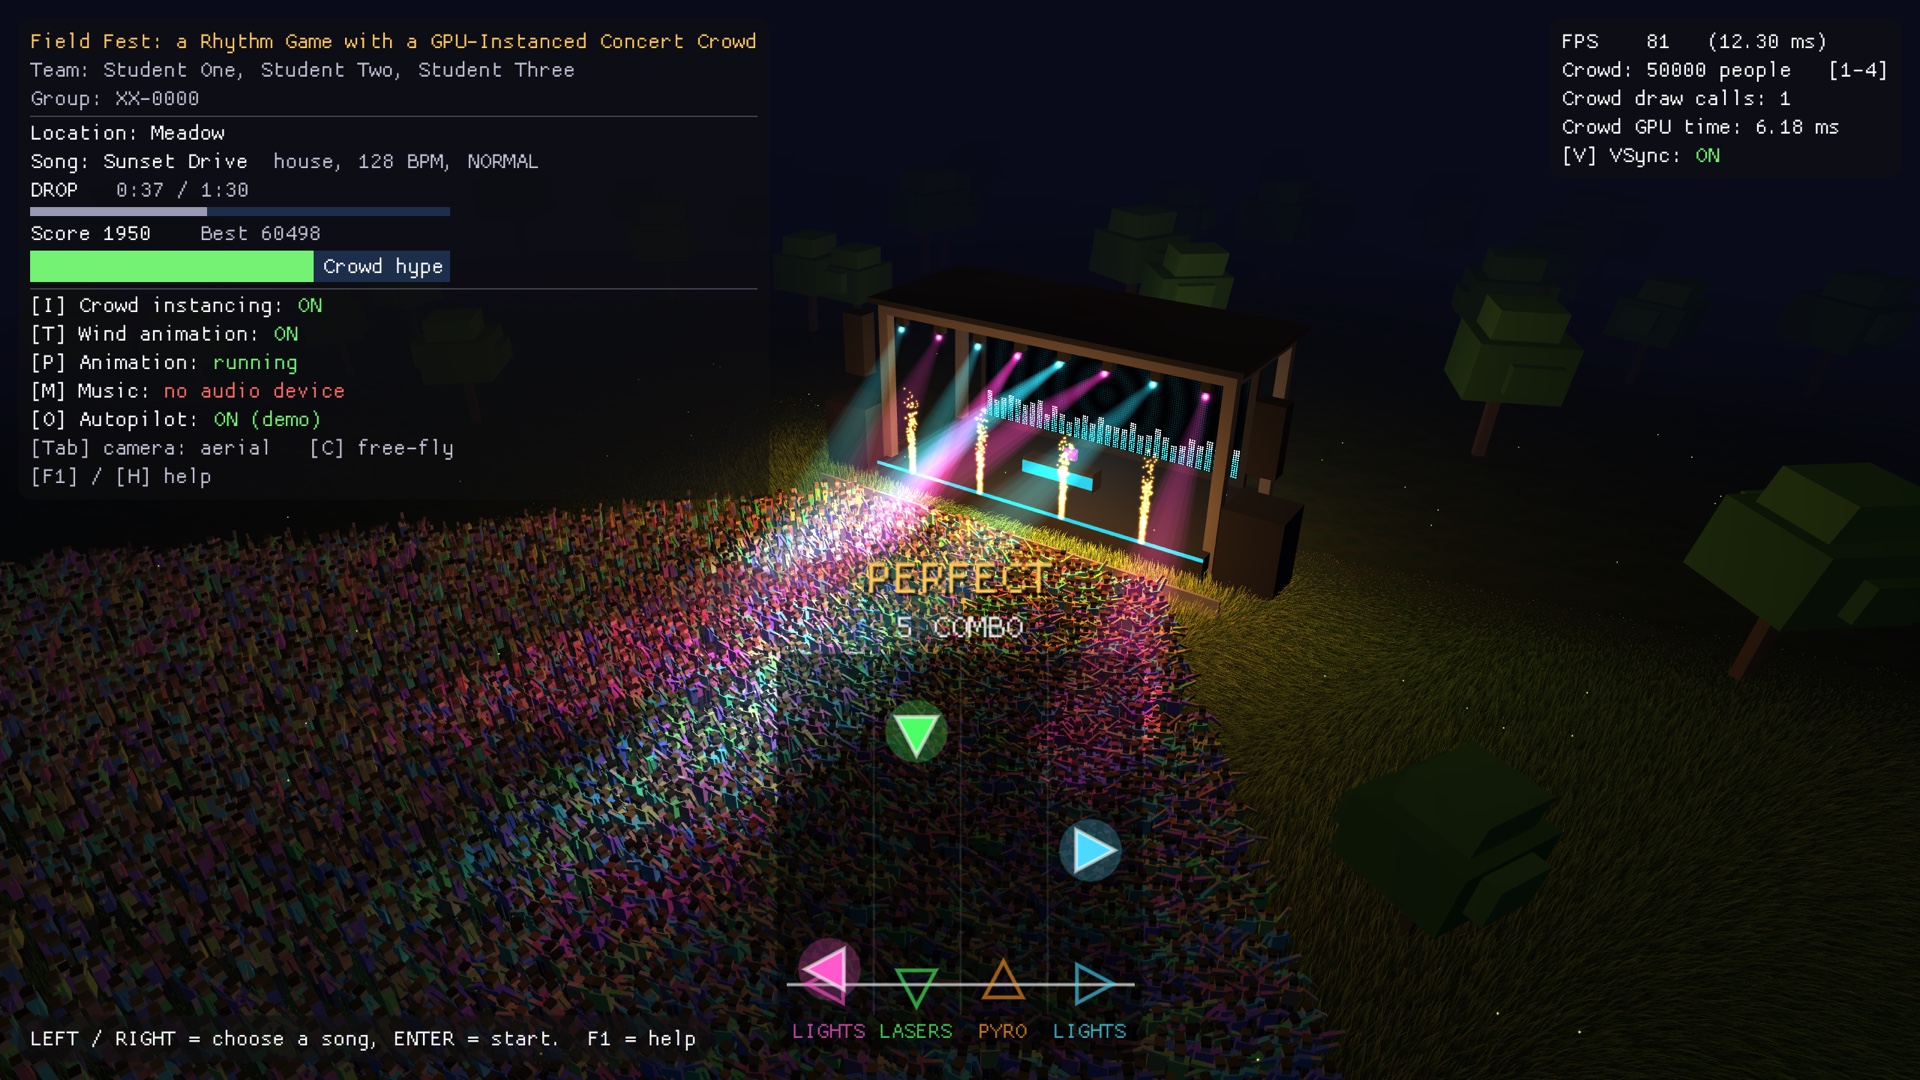 Field Fest: a Rhythm Game with a GPU-Instanced Concert Crowd
Team: Student One, Student Two, Student Three
Group: XX-0000
Location: Meadow
Song: Sunset Drive  house, 128 BPM, NORMAL
DROP  0:37 / 1:30
Score 1950  Best 60498
Crowd hype
[I] Crowd instancing: ON
[T] Wind animation: ON
[P] Animation: running
[M] Music: no audio device
[O] Autopilot: ON (demo)
[Tab] camera: aerial  [C] free-fly
[F1] / [H] help
FPS  81  (12.30 ms)
Crowd: 50000 people  [1-4]
Crowd draw calls: 1
Crowd GPU time: 6.18 ms
[V] VSync: ON
PERFECT
5 COMBO
LIGHTS LASERS PYRO LIGHTS
LEFT / RIGHT = choose a song, ENTER = start.  F1 = help